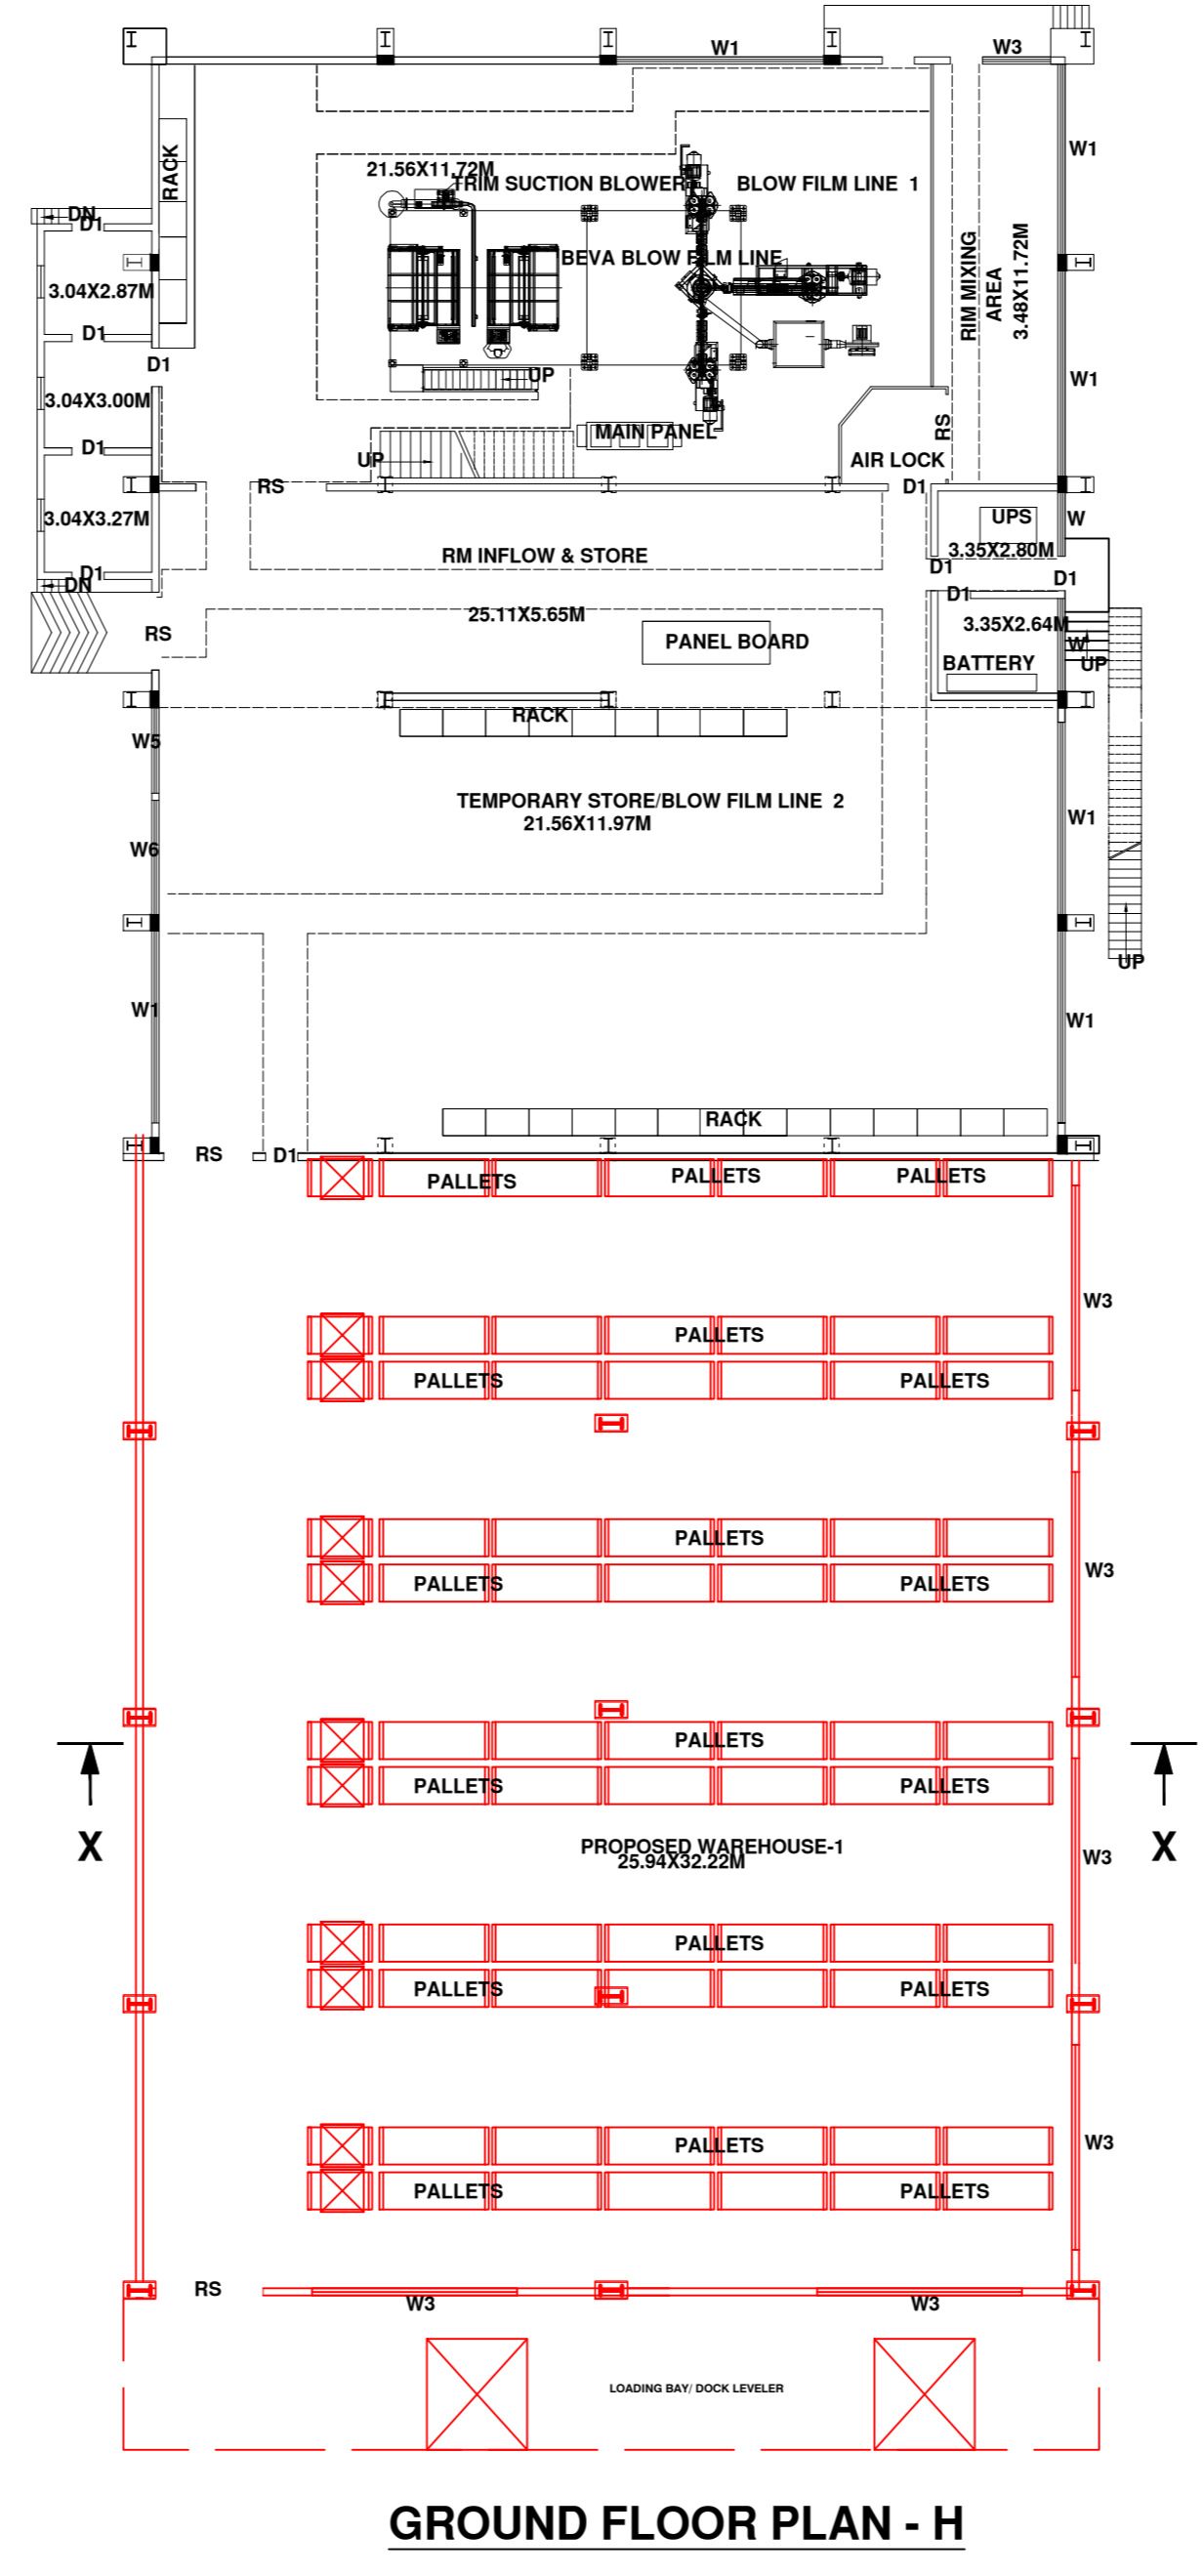 W1
W3
RACK
21.56X11.72M
TRIM SUCTION BLOWER
BLOW FILM LINE 1
W1
DN
D1
BEVA BLOW FILM LINE
RIM MIXING
AREA
3.48X11.72M
3.04X2.87M
D1
D1
UP
W1
3.04X3.00M
RS
MAIN PANEL
D1
UP
AIR LOCK
RS
D1
3.04X3.27M
UPS
W
RM INFLOW & STORE
3.35X2.80M
D1
D1
D1
DN
D1
25.11X5.65M
3.35X2.64M
RS
PANEL BOARD
W
BATTERY
UP
RACK
W5
TEMPORARY STORE/BLOW FILM LINE 2
21.56X11.97M
W1
W6
UP
W1
W1
RACK
RS
D1
PALLETS
PALLETS
PALLETS
W3
PALLETS
PALLETS
PALLETS
PALLETS
W3
PALLETS
PALLETS
PALLETS
PALLETS
PALLETS
X
X
PROPOSED WAREHOUSE-1
25.94X32.22M
W3
PALLETS
PALLETS
PALLETS
PALLETS
W3
PALLETS
PALLETS
RS
W3
W3
LOADING BAY/ DOCK LEVELER
GROUND FLOOR PLAN - H